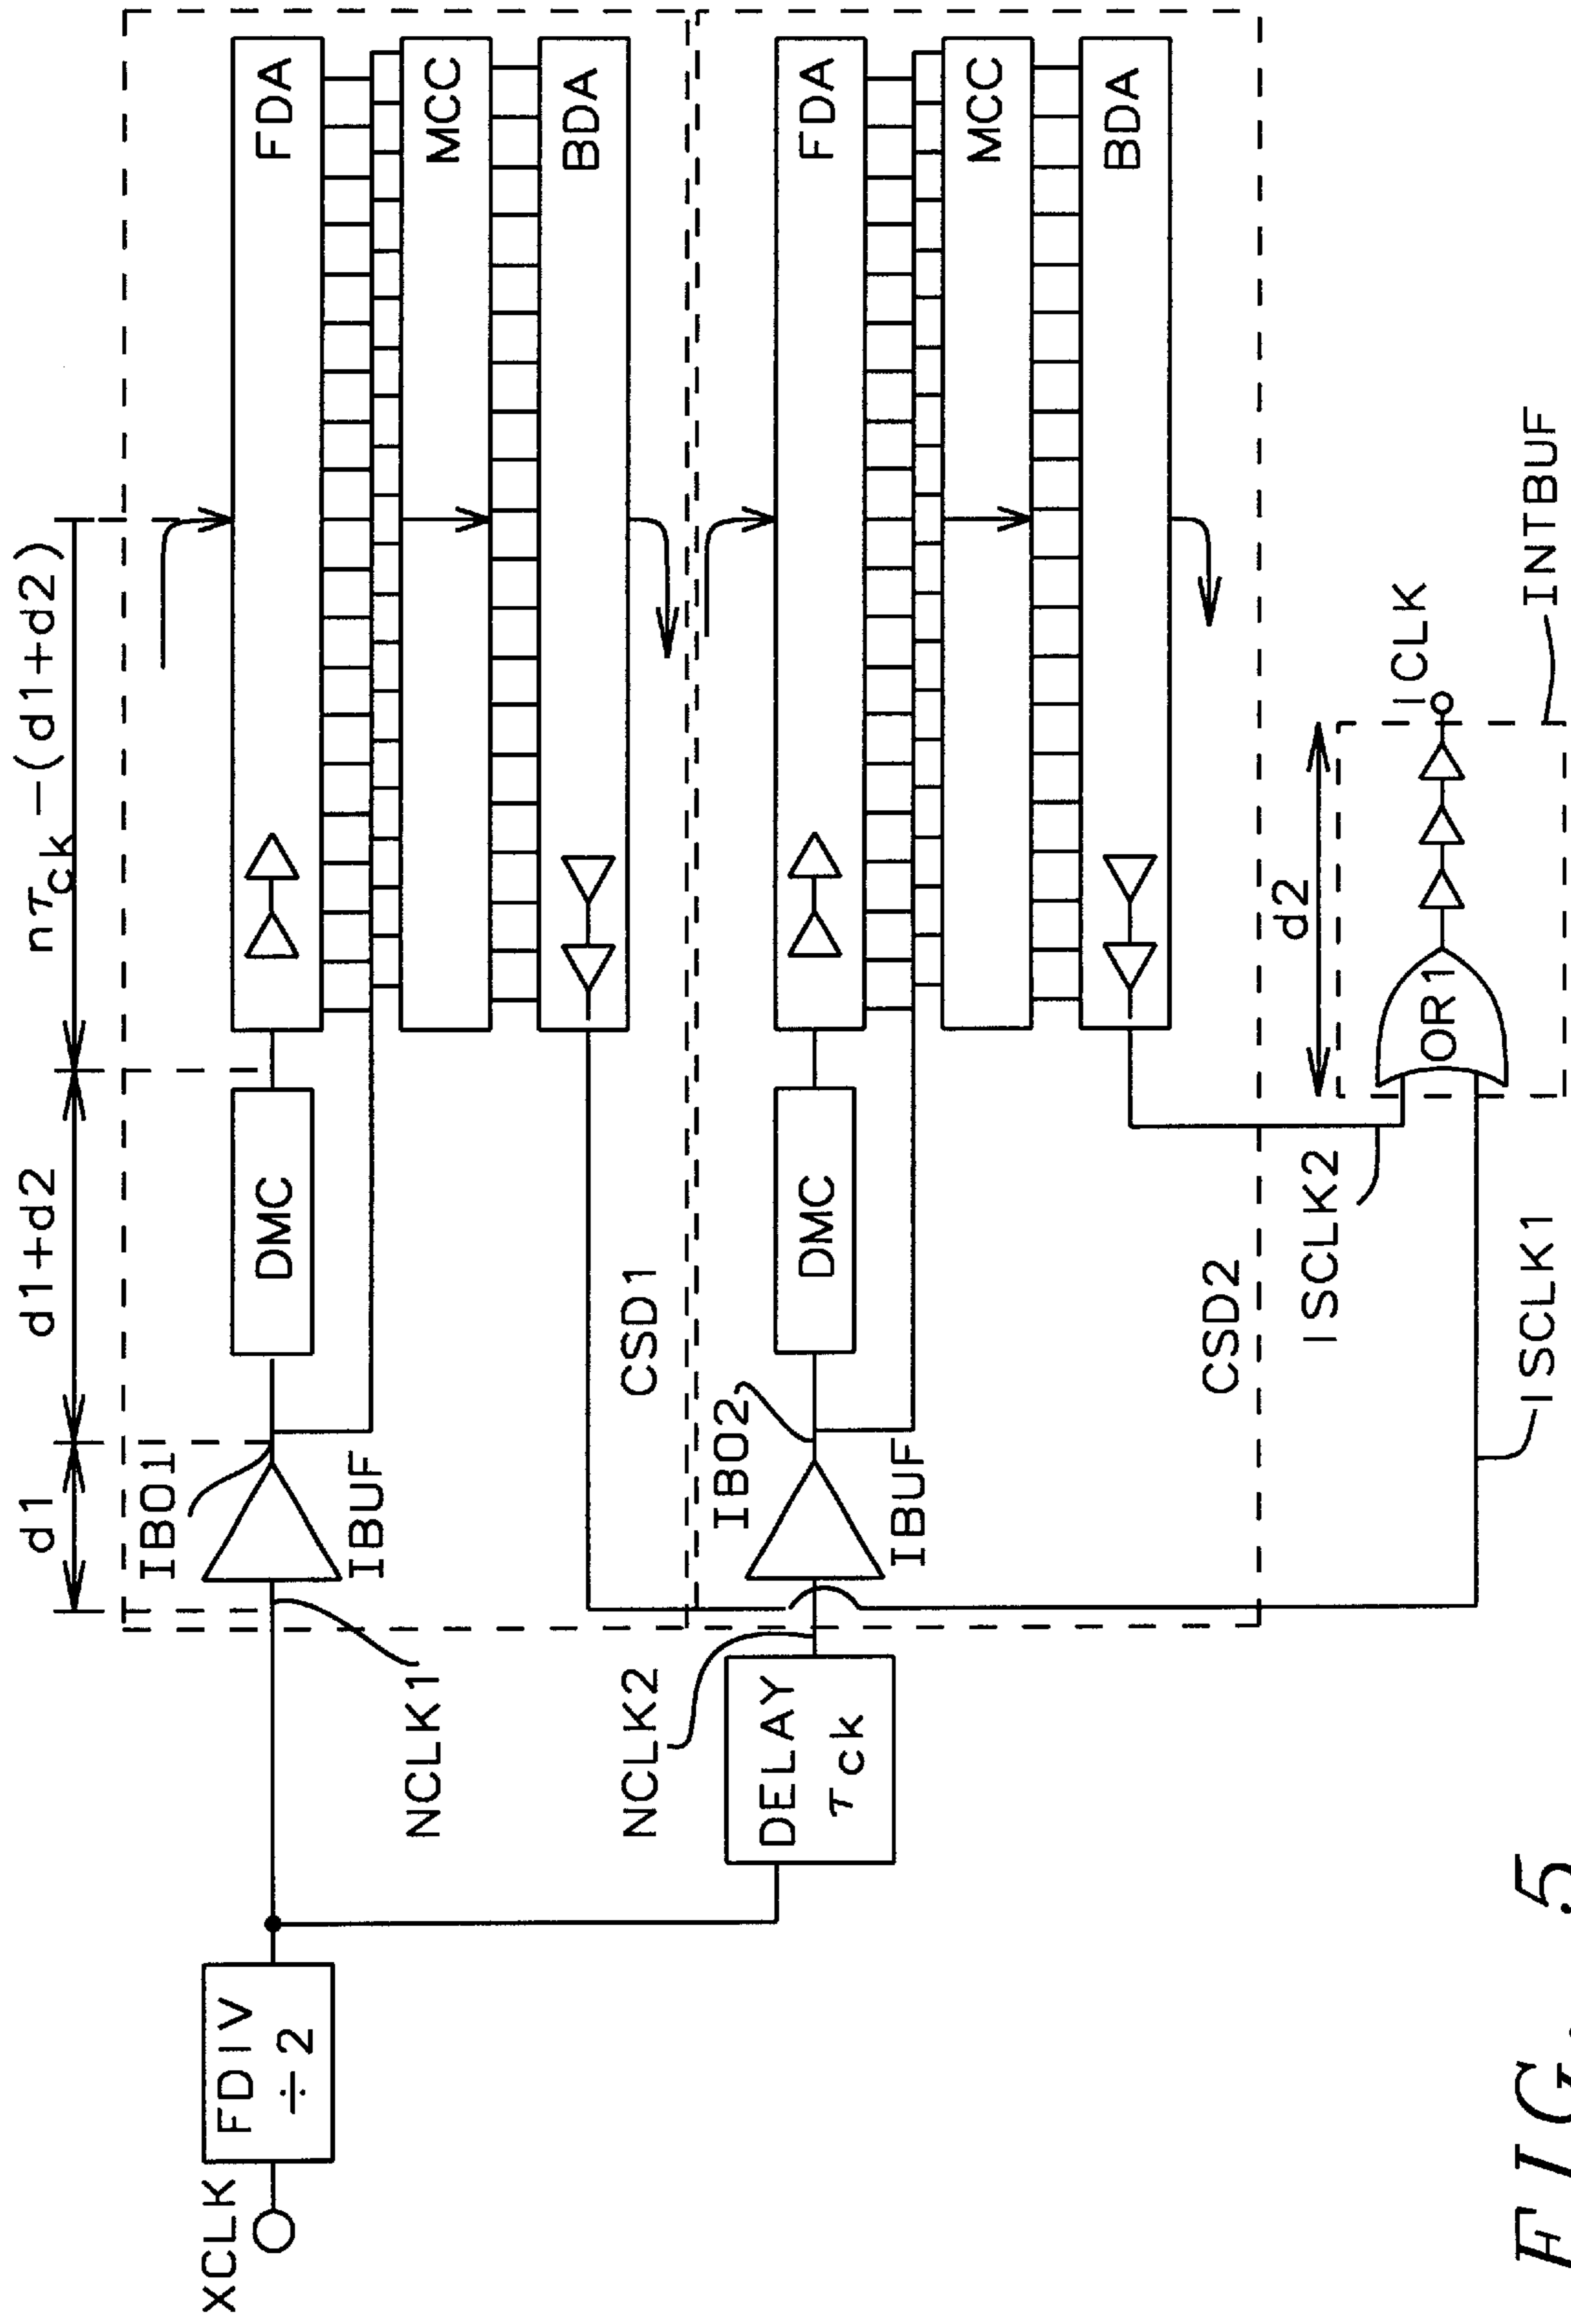 d1
d1+d2
nτck−(d1+d2)
XCLK
FDIV
÷2
NCLK1
IBO1
IBUF
DMC
FDA
MCC
BDA
CSD1
NCLK2
DELAY
τck
IBO2
IBUF
DMC
FDA
MCC
BDA
CSD2
ISCLK2
ISCLK1
d2
OR1
ICLK
INTBUF
FIG. 5